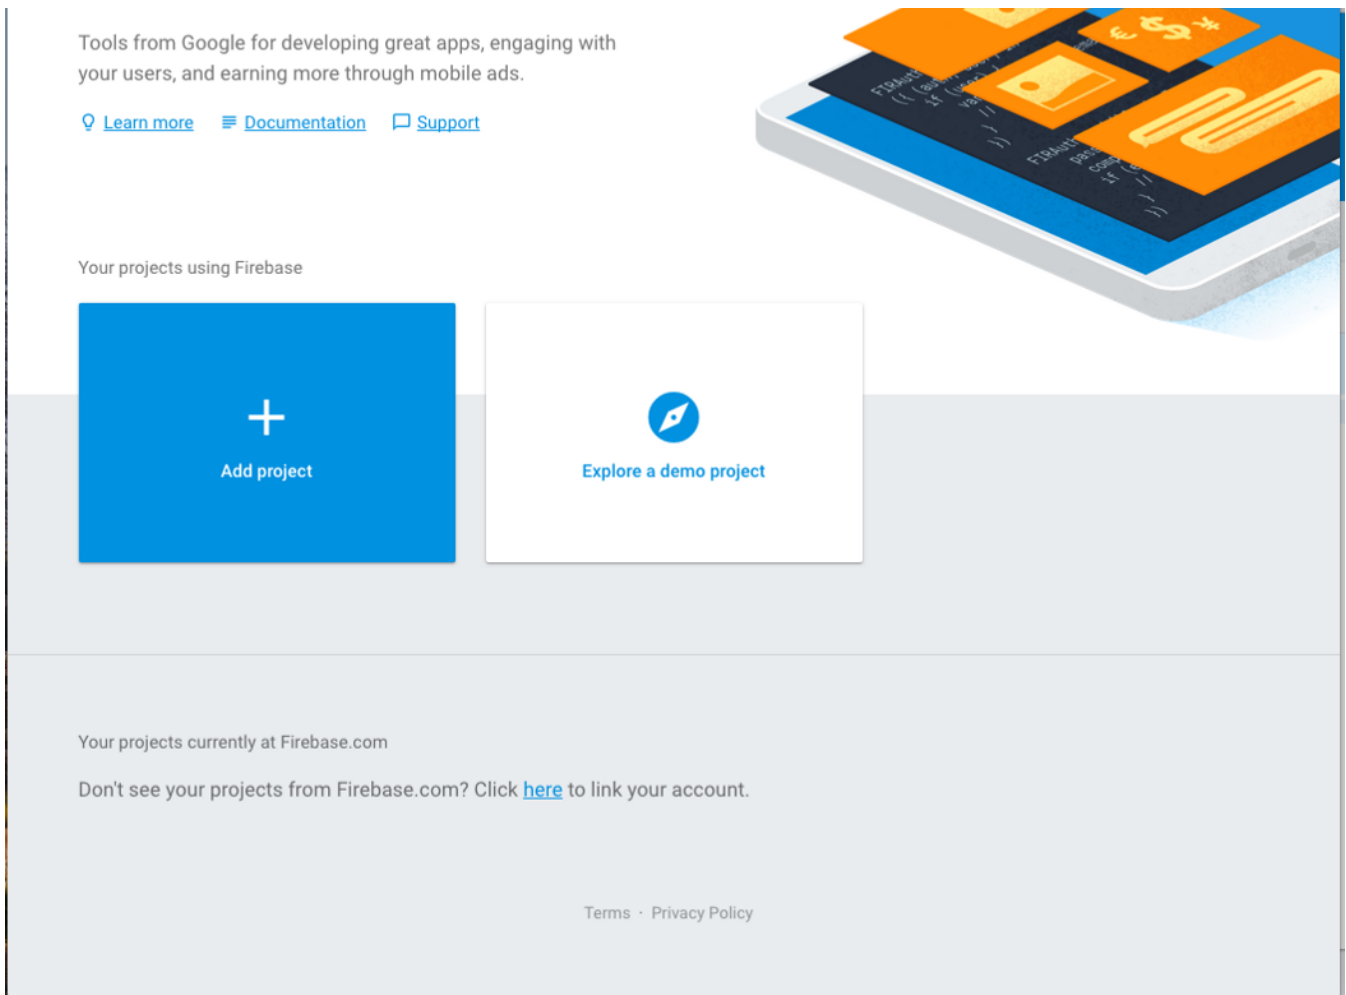 Tools from Google for developing great apps, engaging with
your users, and earning more through mobile ads.
Learn more Documentation Support
Your projects using Firebase
Add project
Explore a demo project
Your projects currently at Firebase.com
Don't see your projects from Firebase.com? Click here to link your account.
Terms · Privacy Policy